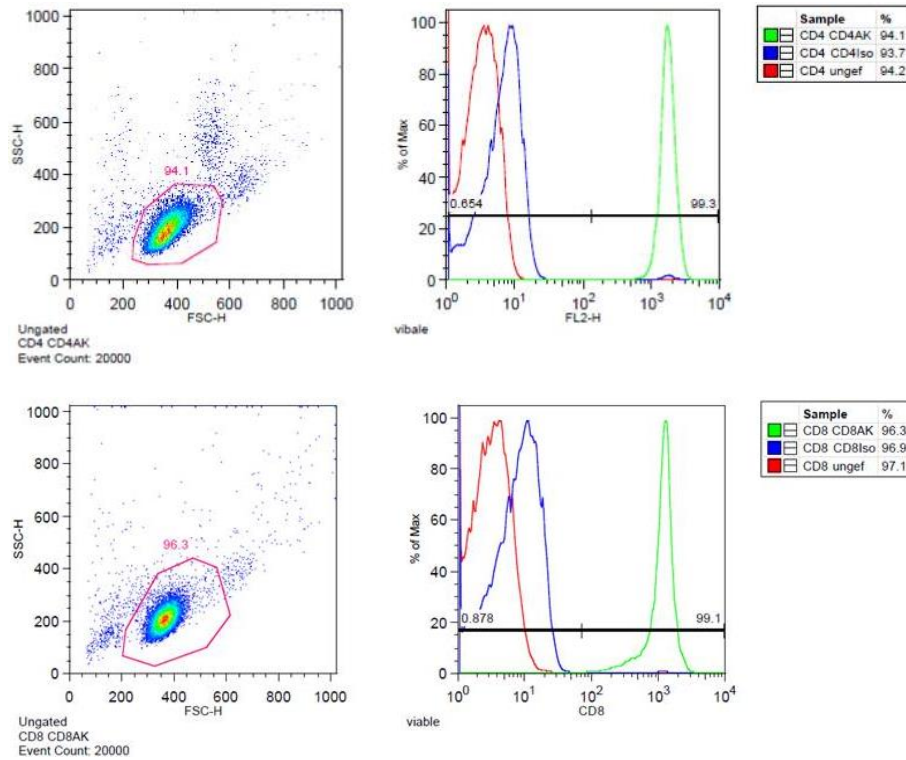 1000
800
600
400
200
0
SSC-H
94.1
0 200 400 600 800 1000
FSC-H
Ungated
CD4 CD4AK
Event Count: 20000
100
80
60
40
20
0
% of Max
0.654 99.3
10^0 10^1 10^2 10^3 10^4
FL2-H
vibale
Sample %
CD4 CD4AK 94.1
CD4 CD4Iso 93.7
CD4 ungef 94.2
1000
800
600
400
200
0
SSC-H
96.3
0 200 400 600 800 1000
FSC-H
Ungated
CD8 CD8AK
Event Count: 20000
100
80
60
40
20
0
% of Max
0.878 99.1
10^0 10^1 10^2 10^3 10^4
CD8
viable
Sample %
CD8 CD8AK 96.3
CD8 CD8Iso 96.9
CD8 ungef 97.1